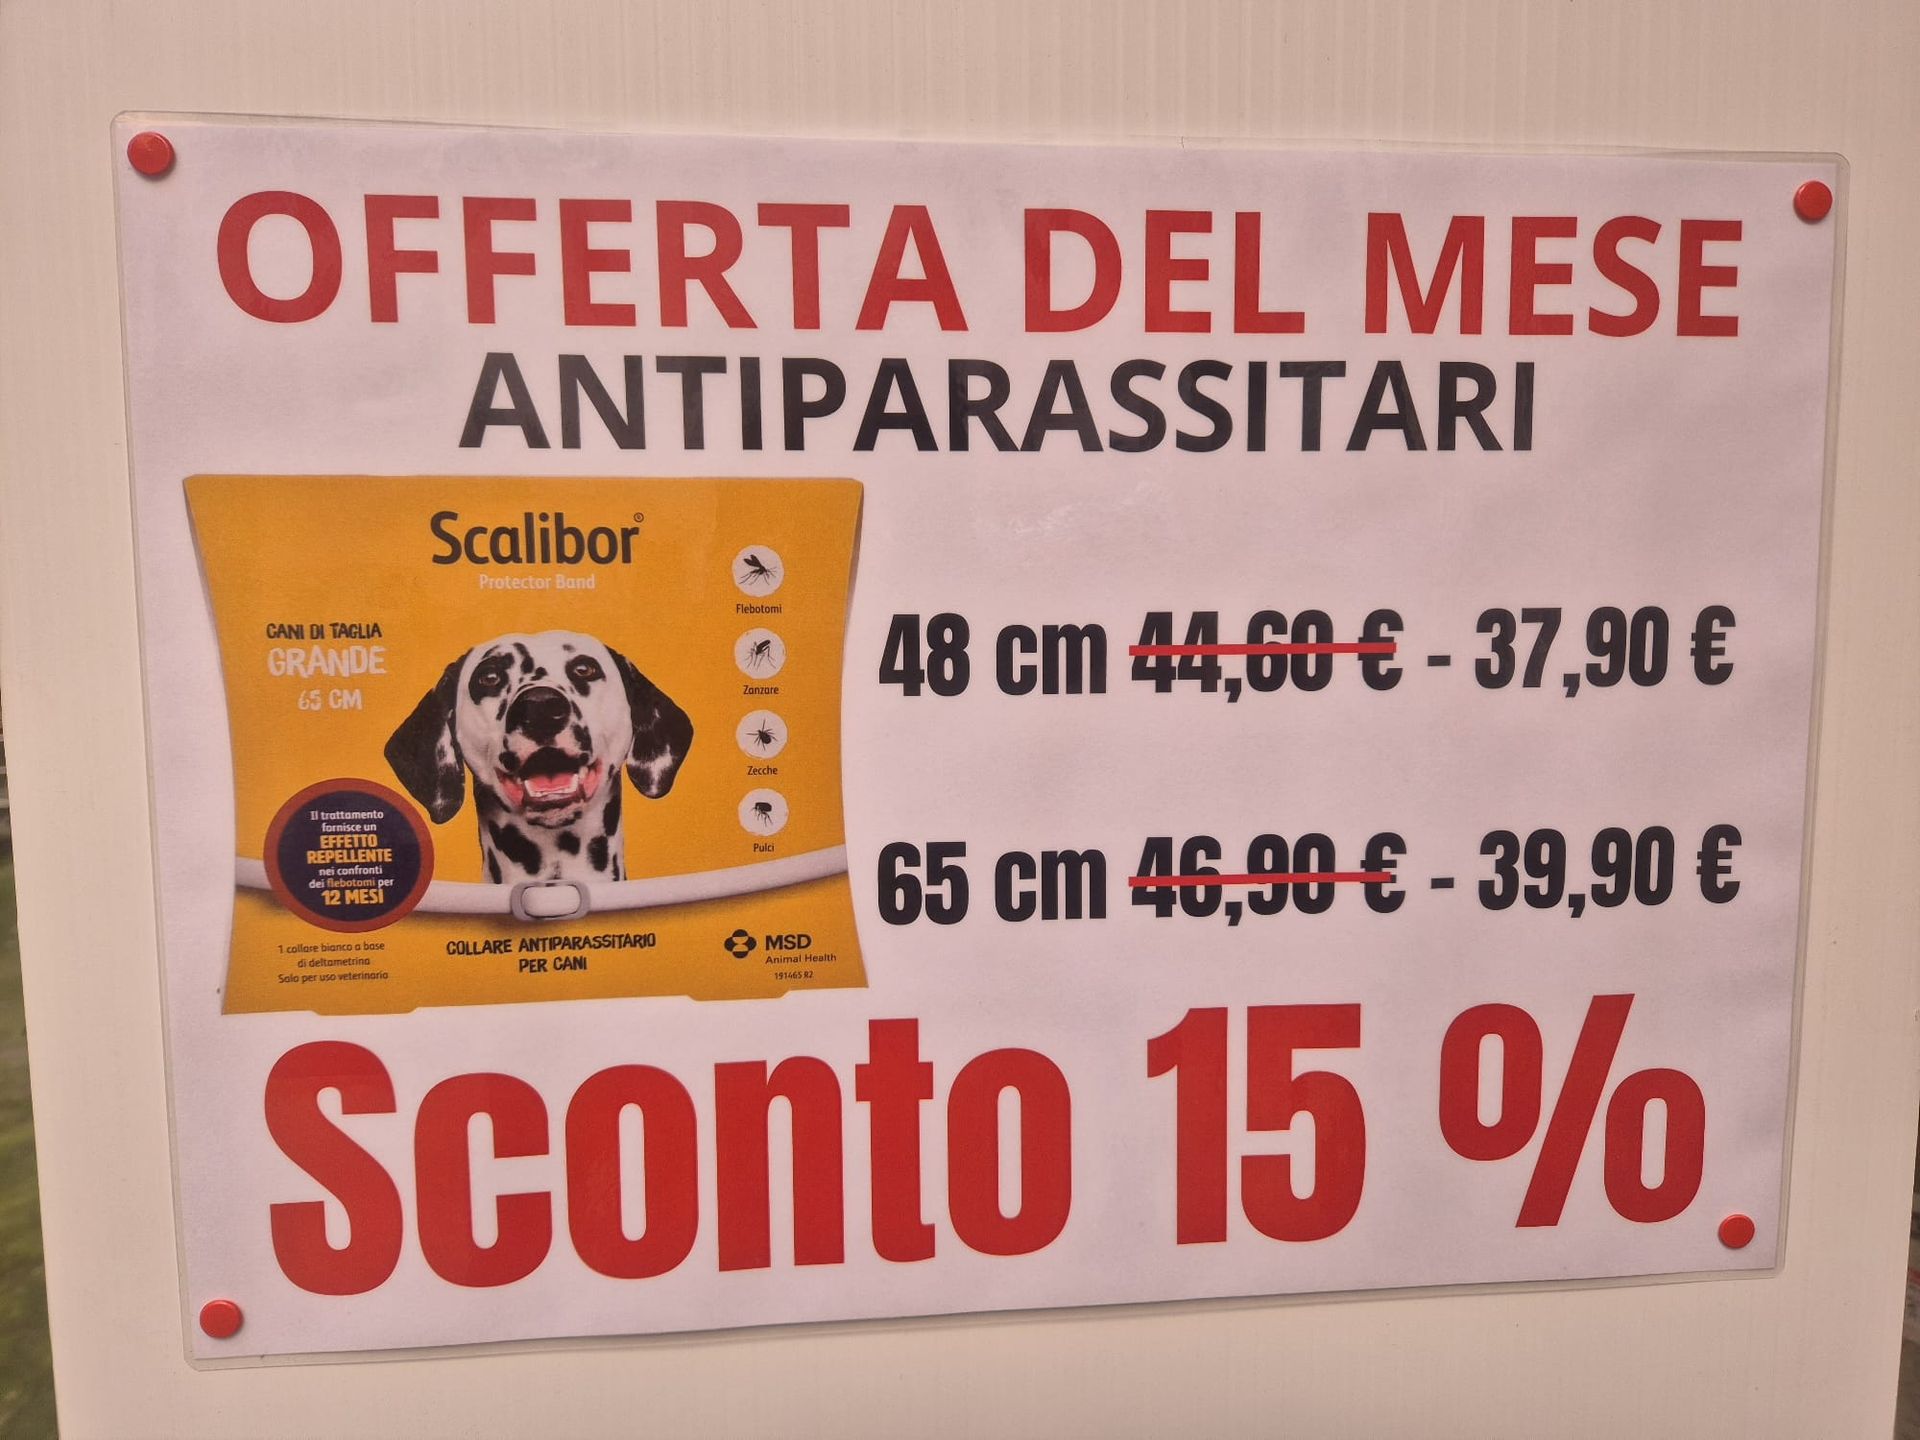 OFFERTA DEL MESE
ANTIPARASSITARI
Scalibor®
Protector Band
CANI DI TAGLIA
GRANDE
65 CM
Flebotomi
Zanzare
Zecche
Pulci
Il trattamento
fornisce un
EFFETTO
REPELLENTE
nei confronti
dei flebotomi per
12 MESI
1 collare bianco a base
di deltametrina
Solo per uso veterinario
COLLARE ANTIPARASSITARIO
PER CANI
MSD
Animal Health
191465 R2
48 cm 44,60 € - 37,90 €
65 cm 46,90 € - 39,90 €
Sconto 15 %